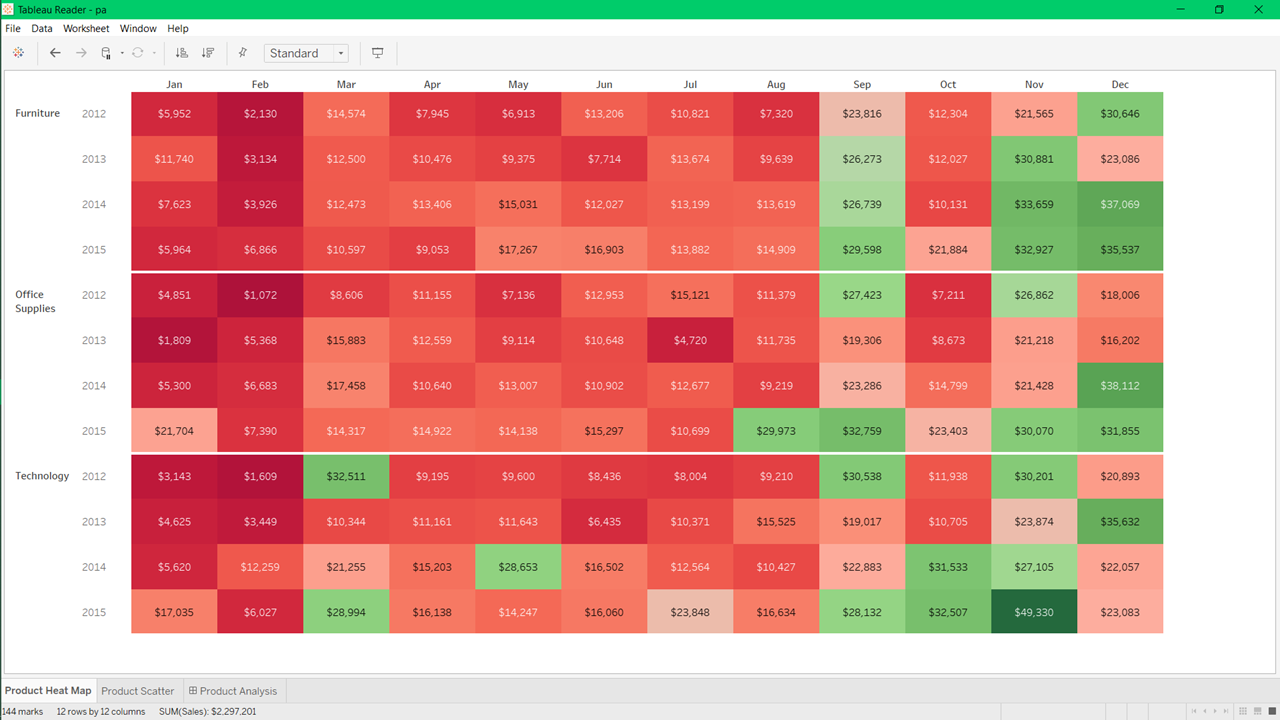 Tableau Reader - pa
File Data Worksheet Window Help
Standard
Jan Feb Mar Apr May Jun Jul Aug Sep Oct Nov Dec
Furniture 2012 $5,952 $2,130 $14,574 $7,945 $6,913 $13,206 $10,821 $7,320 $23,816 $12,304 $21,565 $30,646
2013 $11,740 $3,134 $12,500 $10,476 $9,375 $7,714 $13,674 $9,639 $26,273 $12,027 $30,881 $23,086
2014 $7,623 $3,926 $12,473 $13,406 $15,031 $12,027 $13,199 $13,619 $26,739 $10,131 $33,659 $37,069
2015 $5,964 $6,866 $10,597 $9,053 $17,267 $16,903 $13,882 $14,909 $29,598 $21,884 $32,927 $35,537
Office
Supplies 2012 $4,851 $1,072 $8,606 $11,155 $7,136 $12,953 $15,121 $11,379 $27,423 $7,211 $26,862 $18,006
2013 $1,809 $5,368 $15,883 $12,559 $9,114 $10,648 $4,720 $11,735 $19,306 $8,673 $21,218 $16,202
2014 $5,300 $6,683 $17,458 $10,640 $13,007 $10,902 $12,677 $9,219 $23,286 $14,799 $21,428 $38,112
2015 $21,704 $7,390 $14,317 $14,922 $14,138 $15,297 $10,699 $29,973 $32,759 $23,403 $30,070 $31,855
Technology 2012 $3,143 $1,609 $32,511 $9,195 $9,600 $8,436 $8,004 $9,210 $30,538 $11,938 $30,201 $20,893
2013 $4,625 $3,449 $10,344 $11,161 $11,643 $6,435 $10,371 $15,525 $19,017 $10,705 $23,874 $35,632
2014 $5,620 $12,259 $21,255 $15,203 $28,653 $16,502 $12,564 $10,427 $22,883 $31,533 $27,105 $22,057
2015 $17,035 $6,027 $28,994 $16,138 $14,247 $16,060 $23,848 $16,634 $28,132 $32,507 $49,330 $23,083
Product Heat Map Product Scatter Product Analysis
144 marks 12 rows by 12 columns SUM(Sales): $2,297,201